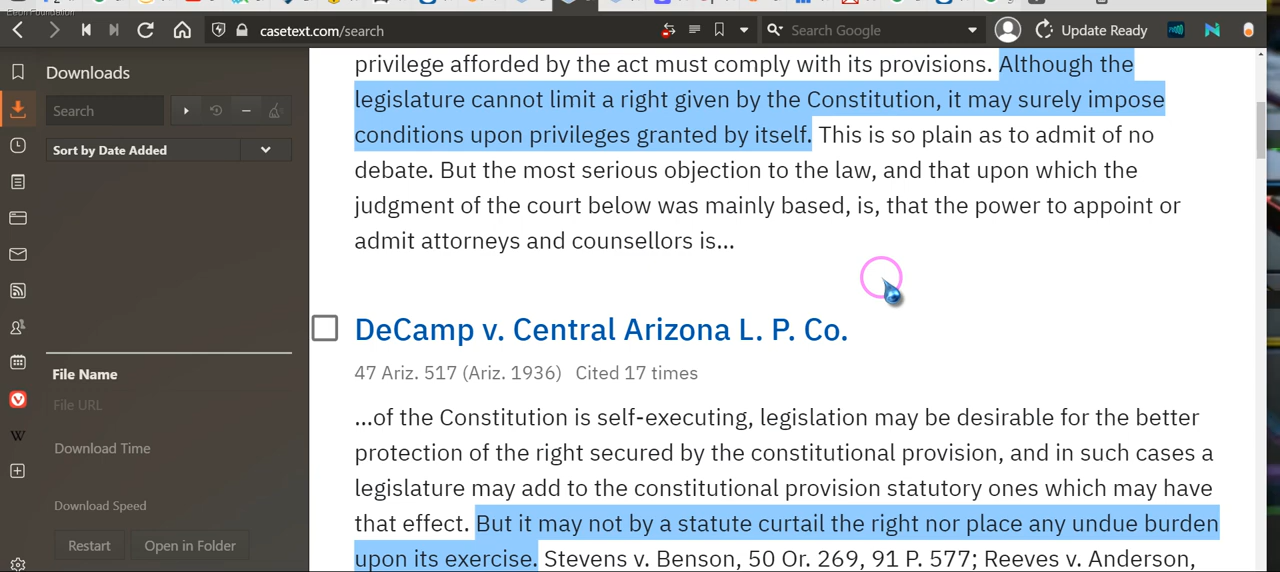 Eeon Foundation
casetext.com/search
Search Google
Update Ready
Downloads
Search
Sort by Date Added
File Name
File URL
Download Time
Download Speed
Restart
Open in Folder
privilege afforded by the act must comply with its provisions. Although the
legislature cannot limit a right given by the Constitution, it may surely impose
conditions upon privileges granted by itself. This is so plain as to admit of no
debate. But the most serious objection to the law, and that upon which the
judgment of the court below was mainly based, is, that the power to appoint or
admit attorneys and counsellors is...
DeCamp v. Central Arizona L. P. Co.
47 Ariz. 517 (Ariz. 1936) Cited 17 times
...of the Constitution is self-executing, legislation may be desirable for the better
protection of the right secured by the constitutional provision, and in such cases a
legislature may add to the constitutional provision statutory ones which may have
that effect. But it may not by a statute curtail the right nor place any undue burden
upon its exercise. Stevens v. Benson, 50 Or. 269, 91 P. 577; Reeves v. Anderson,